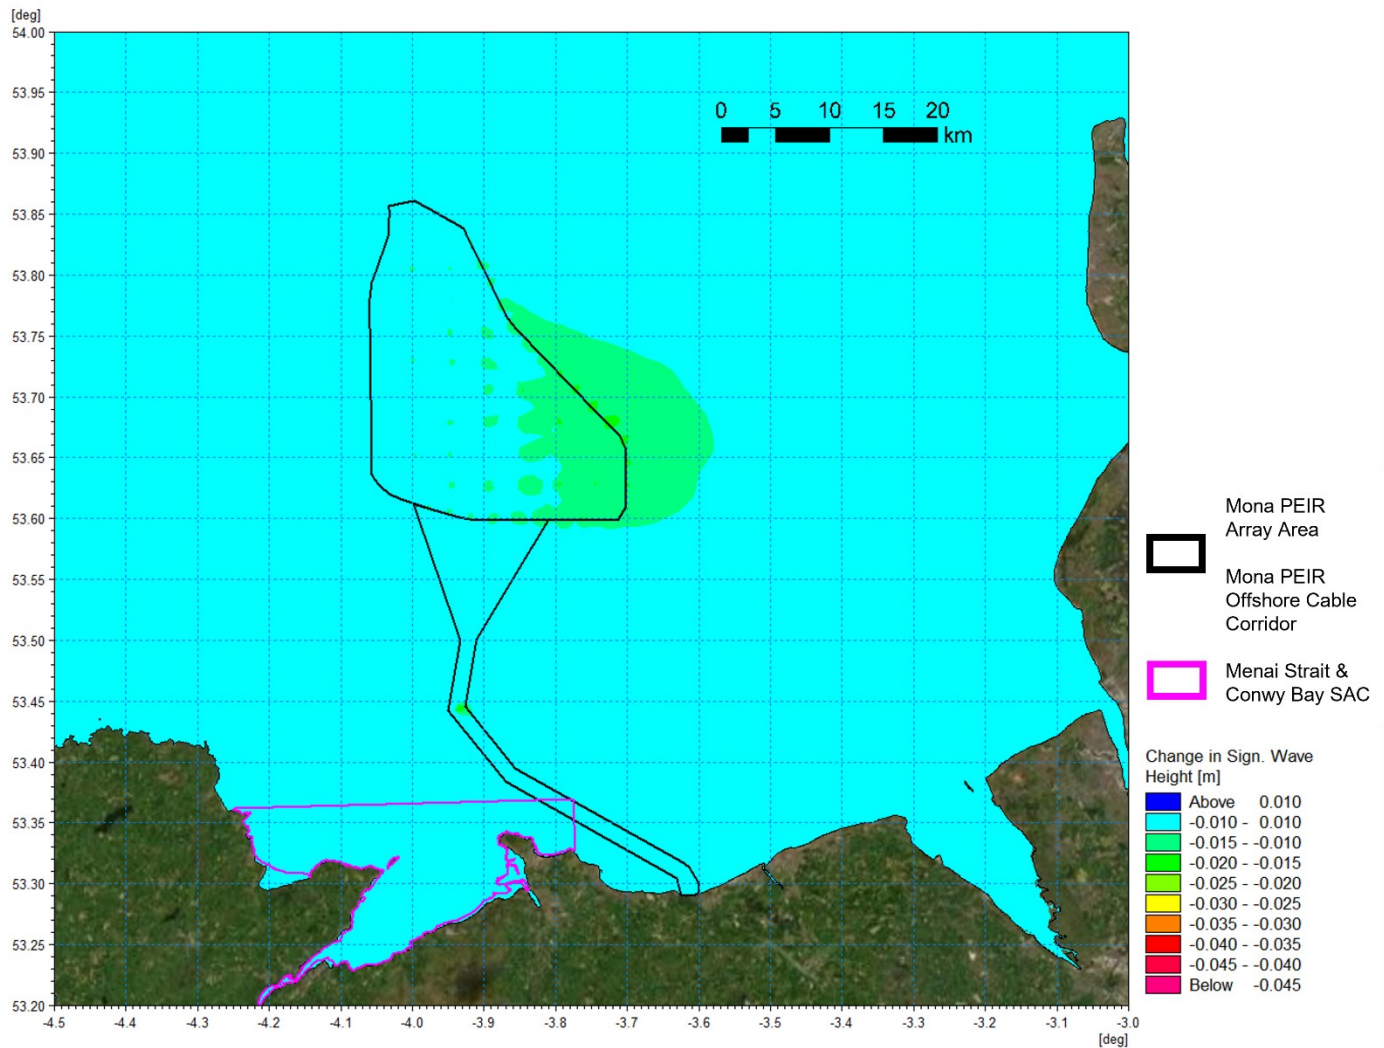 [deg]
54.00
53.95
53.90
53.85
53.80
53.75
53.70
53.65
53.60
53.55
53.50
53.45
53.40
53.35
53.30
53.25
53.20
-4.5 -4.4 -4.3 -4.2 -4.1 -4.0 -3.9 -3.8 -3.7 -3.6 -3.5 -3.4 -3.3 -3.2 -3.1 -3.0
[deg]
0 5 10 15 20
km
Mona PEIR
Array Area
Mona PEIR
Offshore Cable
Corridor
Menai Strait &
Conwy Bay SAC
Change in Sign. Wave
Height [m]
Above 0.010
-0.010 - 0.010
-0.015 - -0.010
-0.020 - -0.015
-0.025 - -0.020
-0.030 - -0.025
-0.035 - -0.030
-0.040 - -0.035
-0.045 - -0.040
Below -0.045